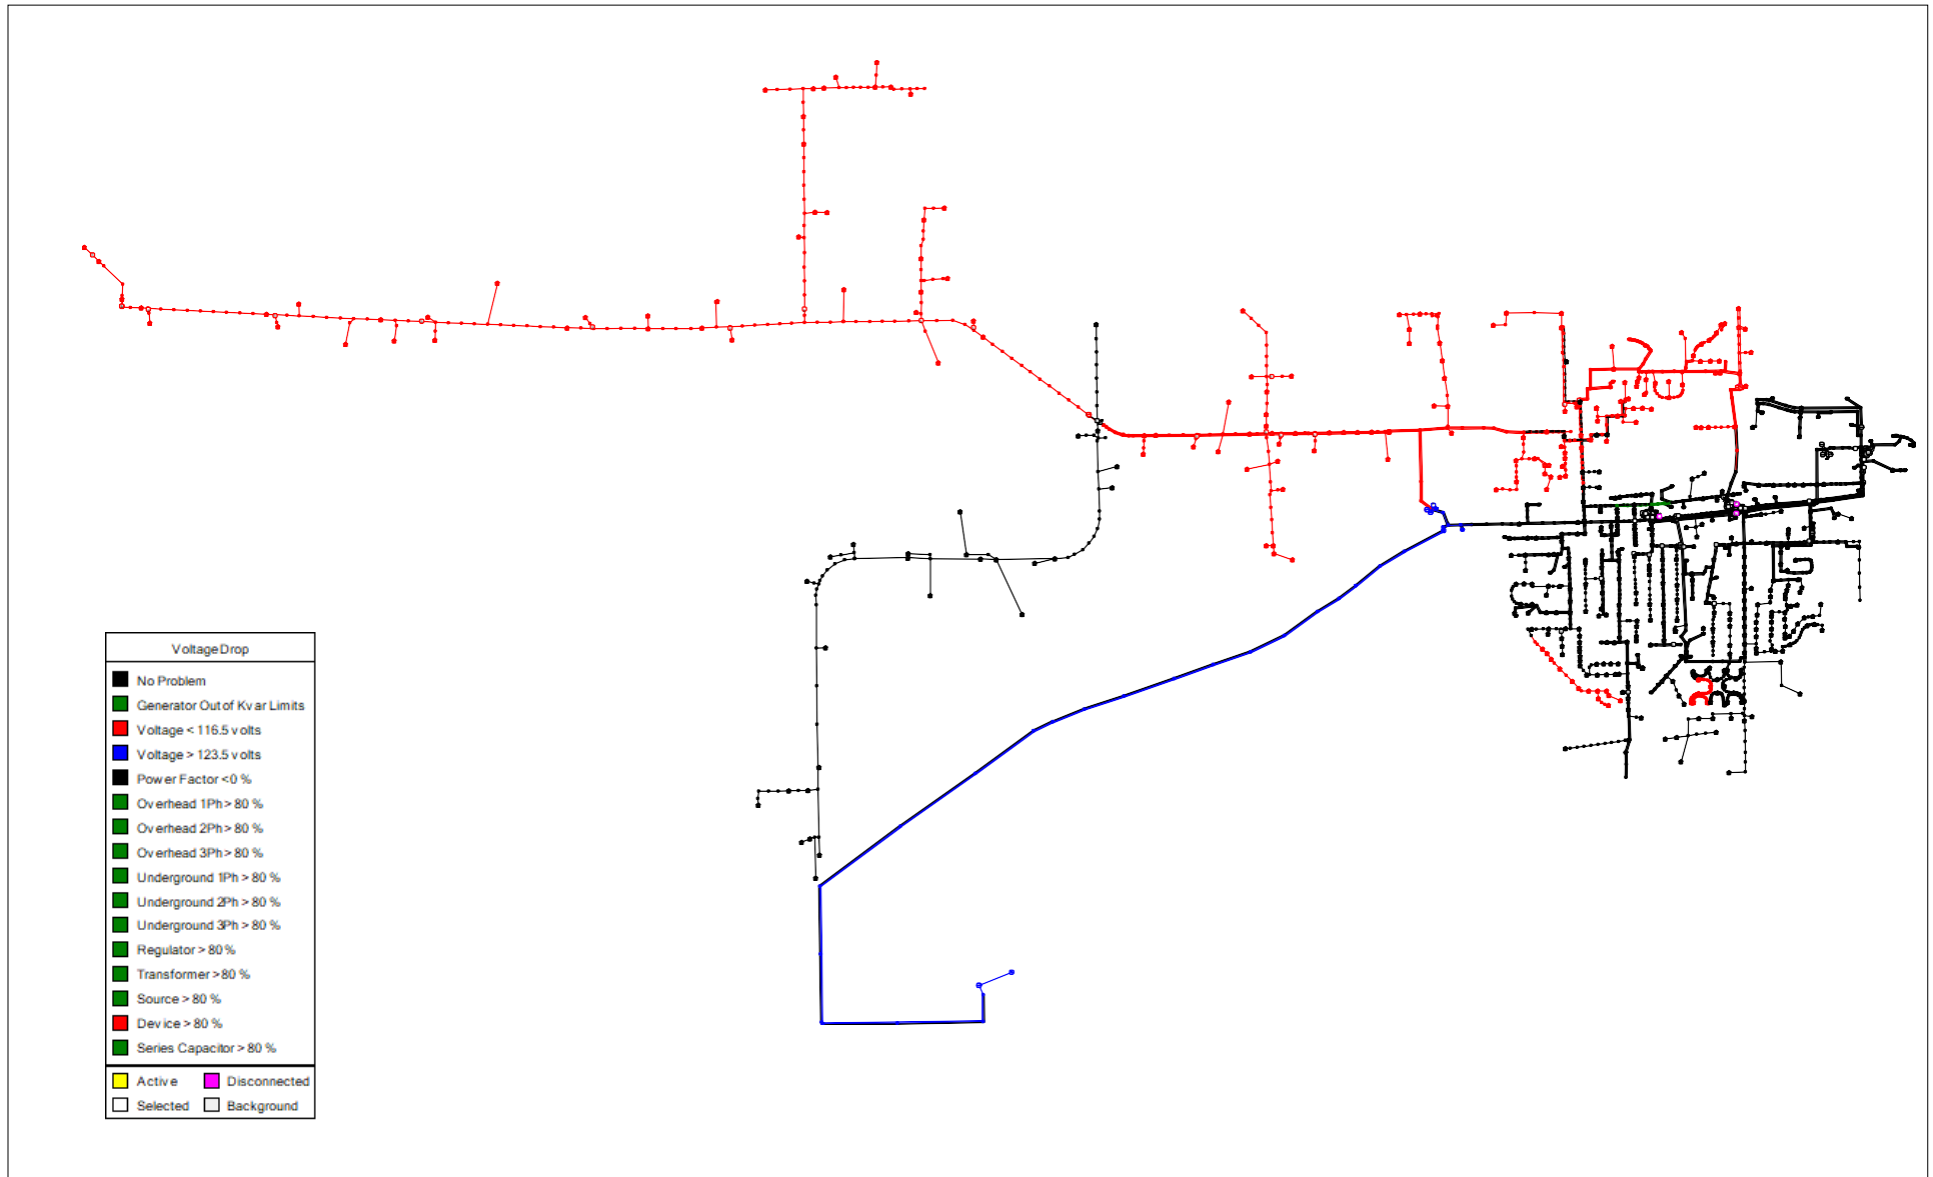 Voltage Drop
No Problem
Generator Out of Kvar Limits
Voltage < 116.5 volts
Voltage > 123.5 volts
Power Factor <0 %
Overhead 1Ph > 80 %
Overhead 2Ph > 80 %
Overhead 3Ph > 80 %
Underground 1Ph > 80 %
Underground 2Ph > 80 %
Underground 3Ph > 80 %
Regulator > 80 %
Transformer > 80 %
Source > 80 %
Device > 80 %
Series Capacitor > 80 %
Active Disconnected
Selected Background